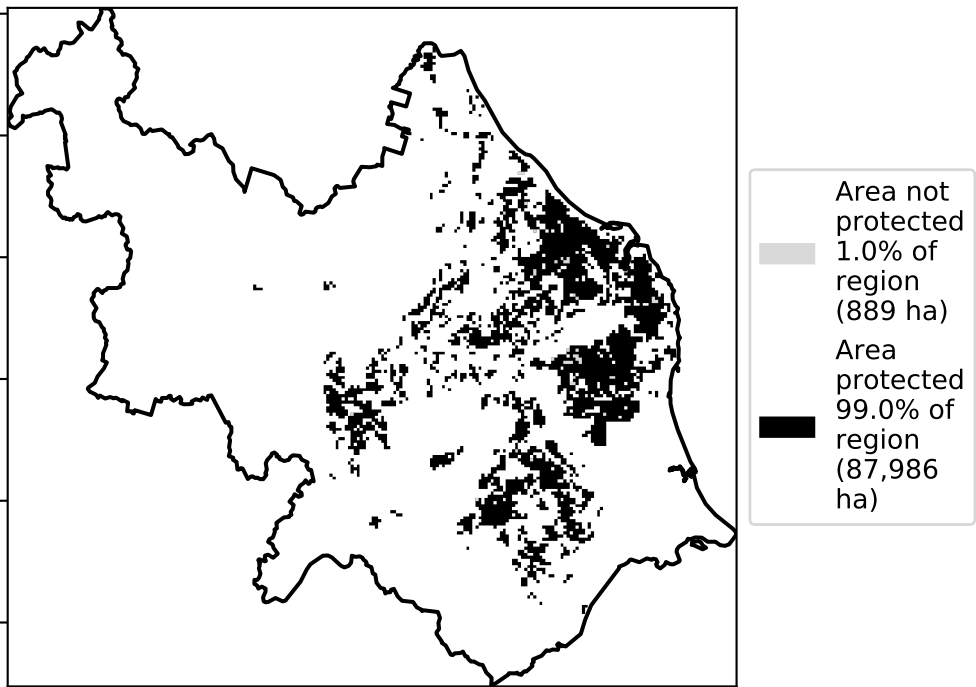 Area not
protected
1.0% of
region
(889 ha)
Area
protected
99.0% of
region
(87,986
ha)